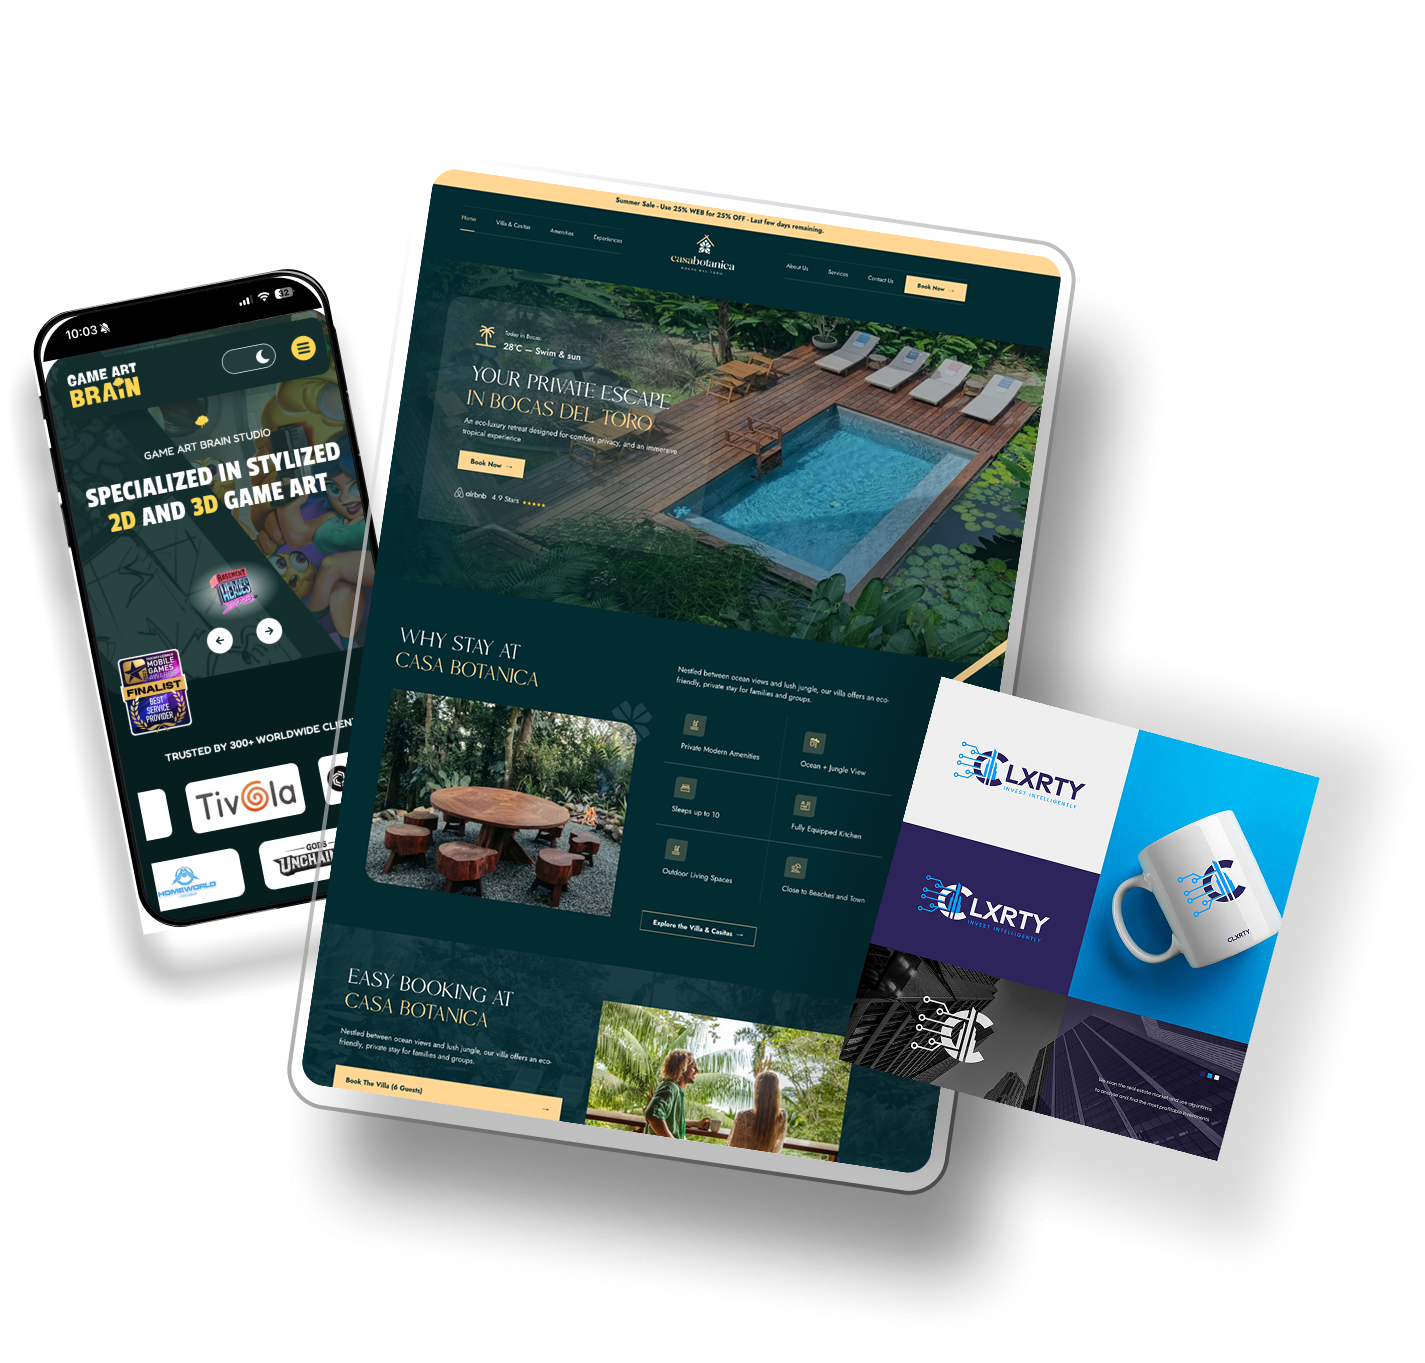 10:03
32
GAME ART
BRAIN
GAME ART BRAIN STUDIO
SPECIALIZED IN STYLIZED
2D AND 3D GAME ART
BASEMENT
HEROES
MOBILE
GAMES
AWARDS
FINALIST
BEST
SERVICE
PROVIDER
TRUSTED BY 300+ WORLDWIDE CLIENT
Tivola
HOMEWORLD
GODS
UNCHAIN
Summer Sale - Use 25% WEB for 25% OFF - Last few days remaining.
Home
Villa & Casitas
Amenities
Experiences
casabotanica
BOCAS DEL TORO
About Us
Services
Contact Us
Book Now →
Today in Bocas:
28°C — Swim & sun
YOUR PRIVATE ESCAPE
IN BOCAS DEL TORO
An eco-luxury retreat designed for comfort, privacy, and an immersive
tropical experience
Book Now →
airbnb 4.9 Stars ★★★★★
WHY STAY AT
CASA BOTANICA
Nestled between ocean views and lush jungle, our villa offers an eco-
friendly, private stay for families and groups.
Private Modern Amenities
Ocean + Jungle View
Sleeps up to 10
Fully Equipped Kitchen
Outdoor Living Spaces
Close to Beaches and Town
Explore the Villa & Casitas →
EASY BOOKING AT
CASA BOTANICA
Nestled between ocean views and lush jungle, our villa offers an eco-
friendly, private stay for families and groups.
Book The Villa (6 Guests) →
CLXRTY
INVEST INTELLIGENTLY
CLXRTY
INVEST INTELLIGENTLY
CLXRTY
We scan the real estate market and use algorithms
to analyse and find the most profitable investments